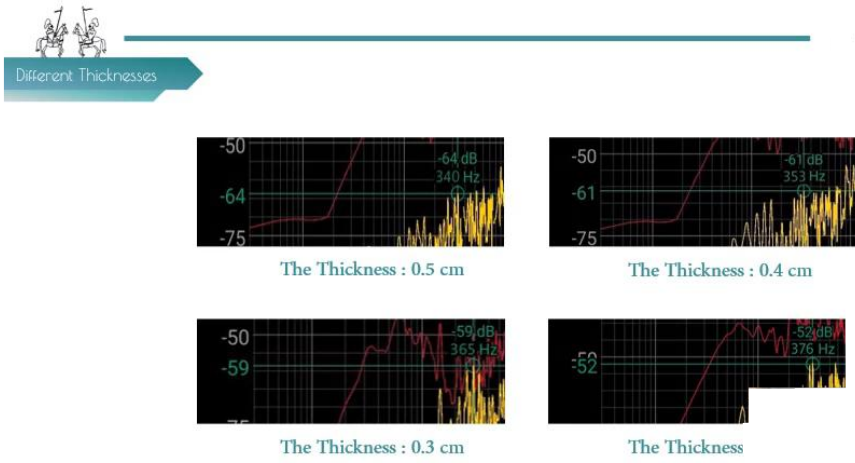 Different Thicknesses
-50
-64 dB
340 Hz
-64
-75
The Thickness : 0.5 cm
-50
-61 dB
353 Hz
-61
-75
The Thickness : 0.4 cm
-50
-59 dB
365 Hz
-59
The Thickness : 0.3 cm
-52 dB
376 Hz
-52
The Thickness